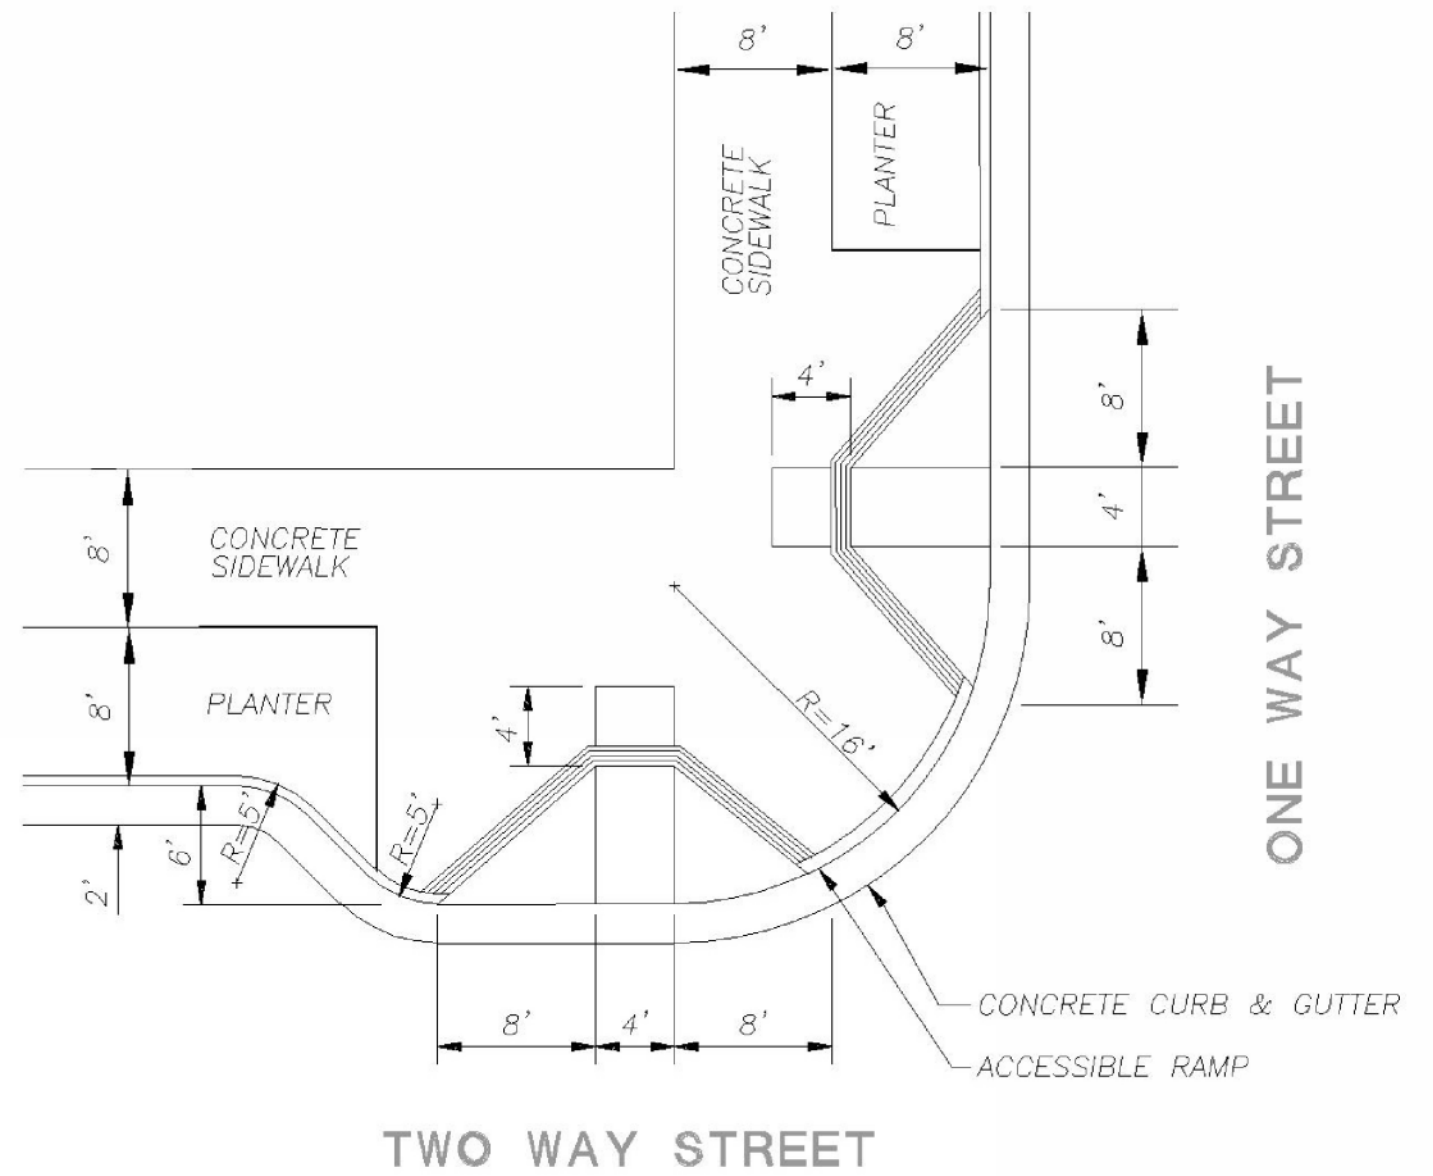 8'
8'
PLANTER
CONCRETE
SIDEWALK
4'
8'
4'
8'
ONE WAY STREET
8'
CONCRETE
SIDEWALK
8'
PLANTER
4'
R=16'
R=5'
R=5'
6'
2'
8'
4'
8'
CONCRETE CURB & GUTTER
ACCESSIBLE RAMP
TWO WAY STREET